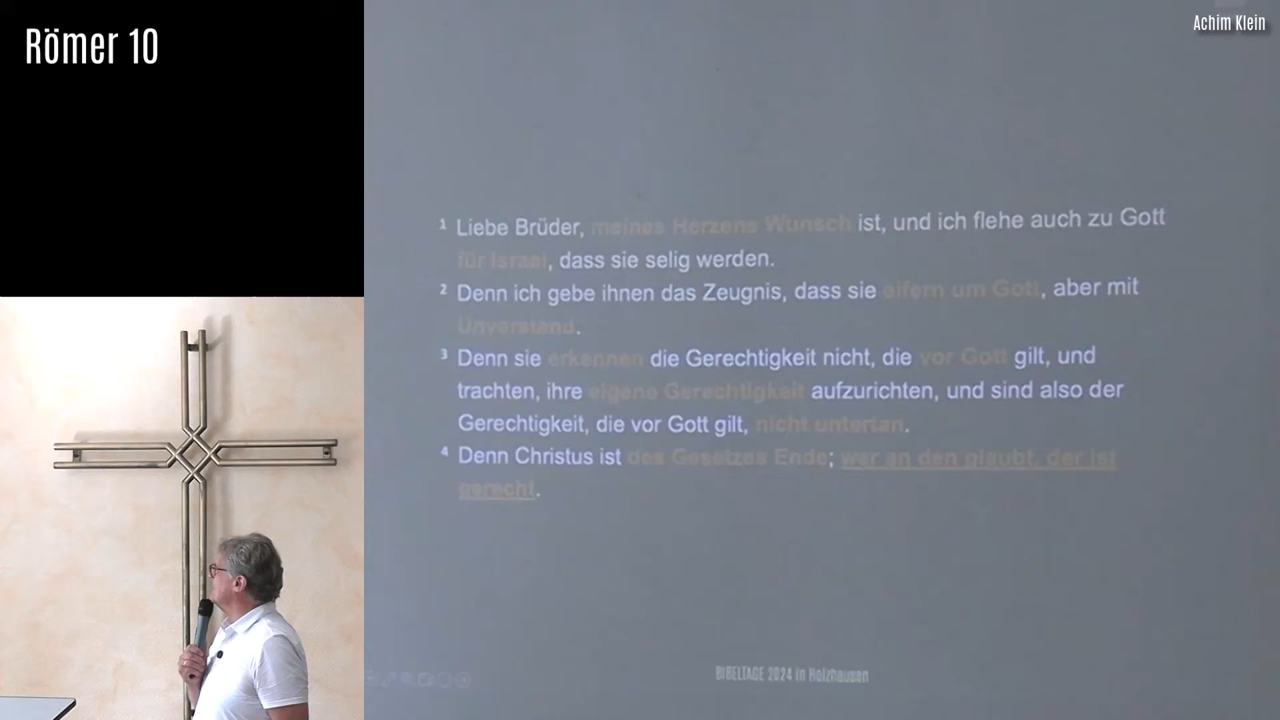 Römer 10
Achim Klein
1 Liebe Brüder, meines Herzens Wunsch ist, und ich flehe auch zu Gott
für Israel, dass sie selig werden.
2 Denn ich gebe ihnen das Zeugnis, dass sie eifern um Gott, aber mit
Unverstand.
3 Denn sie erkennen die Gerechtigkeit nicht, die vor Gott gilt, und
trachten, ihre eigene Gerechtigkeit aufzurichten, und sind also der
Gerechtigkeit, die vor Gott gilt, nicht untertan.
4 Denn Christus ist des Gesetzes Ende; wer an den glaubt, der ist
gerecht.
BIBELTAGE 2024 in Holzhausen